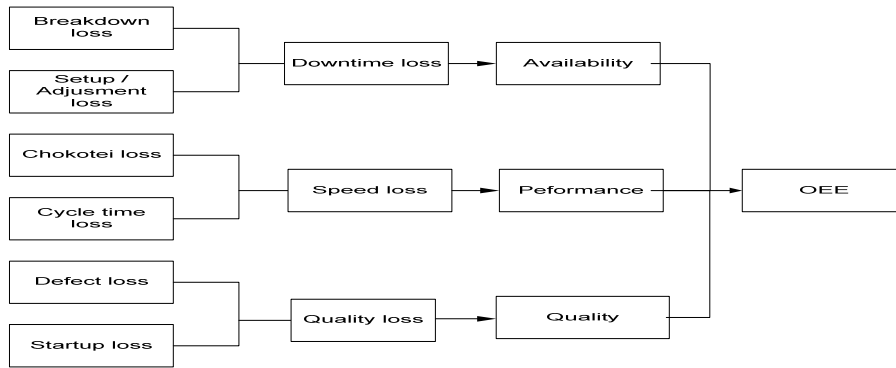 Breakdown
loss
Setup /
Adjusment
loss
Chokotei loss
Cycle time
loss
Defect loss
Startup loss
Downtime loss
Speed loss
Quality loss
Availability
Peformance
Quality
OEE